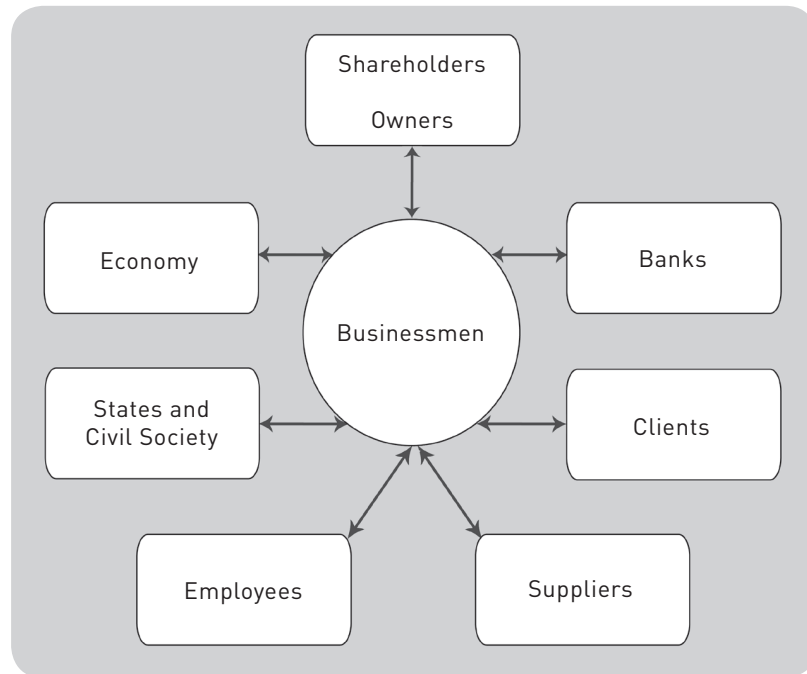 Shareholders
Owners
Economy
Banks
Businessmen
States and
Civil Society
Clients
Employees
Suppliers